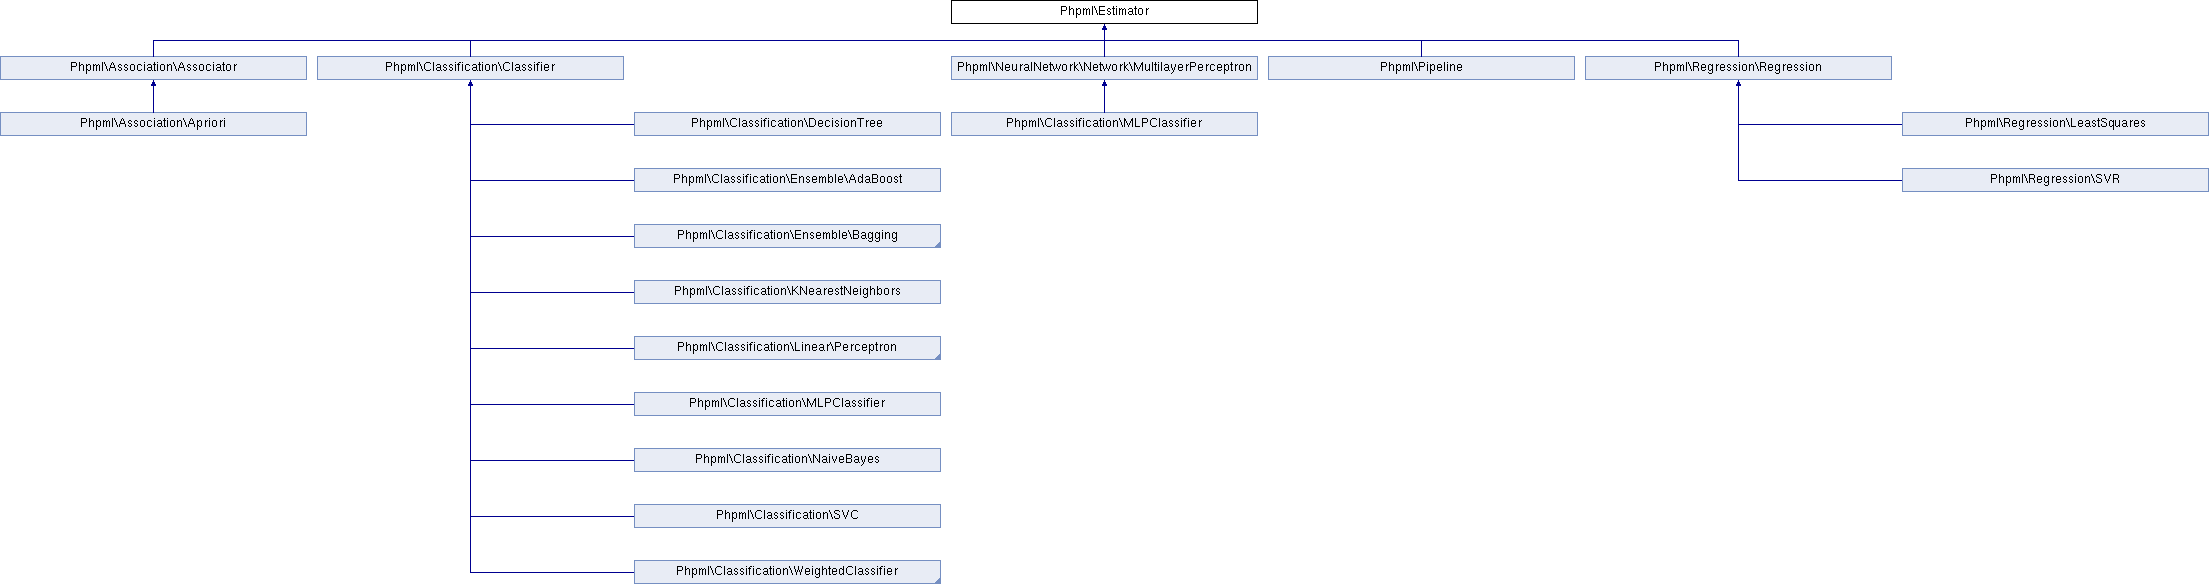 Phpml\Estimator
Phpml\Association\Associator
Phpml\Classification\Classifier
Phpml\NeuralNetwork\Network\MultilayerPerceptron
Phpml\Pipeline
Phpml\Regression\Regression
Phpml\Association\Apriori
Phpml\Classification\DecisionTree
Phpml\Classification\MLPClassifier
Phpml\Regression\LeastSquares
Phpml\Classification\Ensemble\AdaBoost
Phpml\Regression\SVR
Phpml\Classification\Ensemble\Bagging
Phpml\Classification\KNearestNeighbors
Phpml\Classification\Linear\Perceptron
Phpml\Classification\MLPClassifier
Phpml\Classification\NaiveBayes
Phpml\Classification\SVC
Phpml\Classification\WeightedClassifier